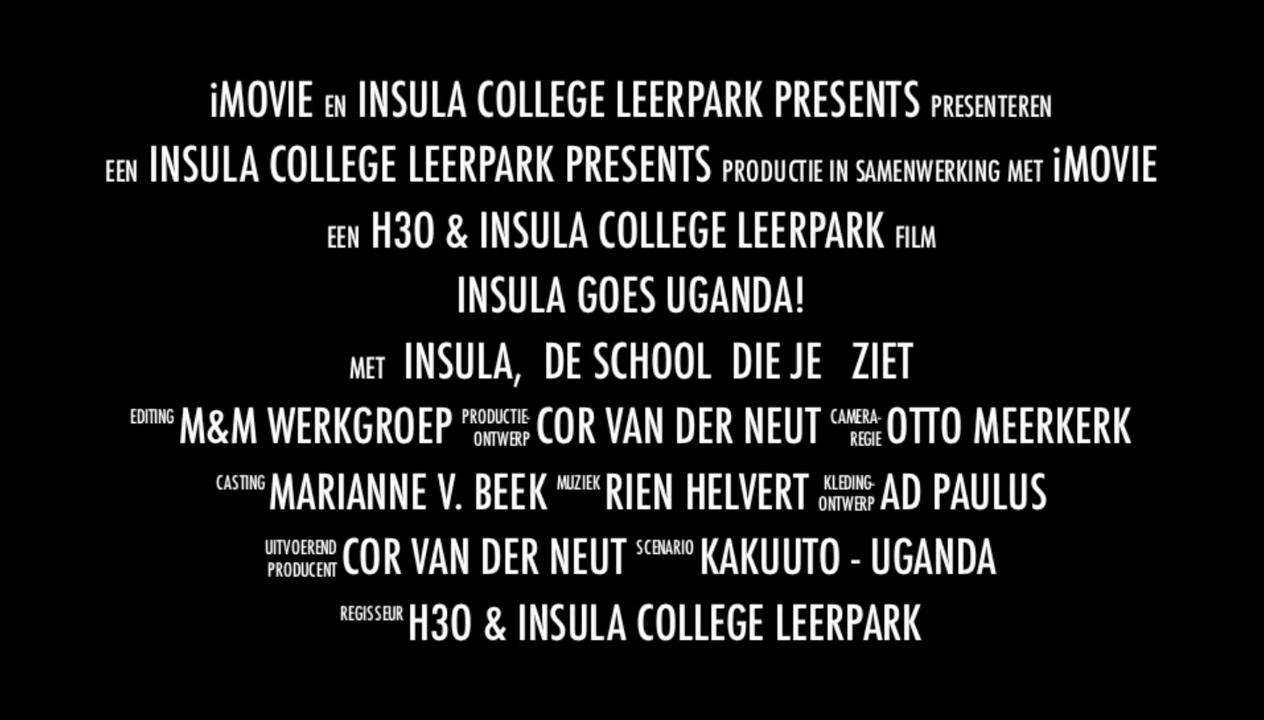 iMOVIE EN INSULA COLLEGE LEERPARK PRESENTS PRESENTEREN
EEN INSULA COLLEGE LEERPARK PRESENTS PRODUCTIE IN SAMENWERKING MET iMOVIE
EEN H30 & INSULA COLLEGE LEERPARK FILM
INSULA GOES UGANDA!
MET INSULA, DE SCHOOL DIE JE ZIET
EDITING M&M WERKGROEP PRODUCTIE-ONTWERP COR VAN DER NEUT CAMERA-REGIE OTTO MEERKERK
CASTING MARIANNE V. BEEK MUZIEK RIEN HELVERT KLEDING-ONTWERP AD PAULUS
UITVOEREND PRODUCENT COR VAN DER NEUT SCENARIO KAKUUTO - UGANDA
REGISSEUR H30 & INSULA COLLEGE LEERPARK